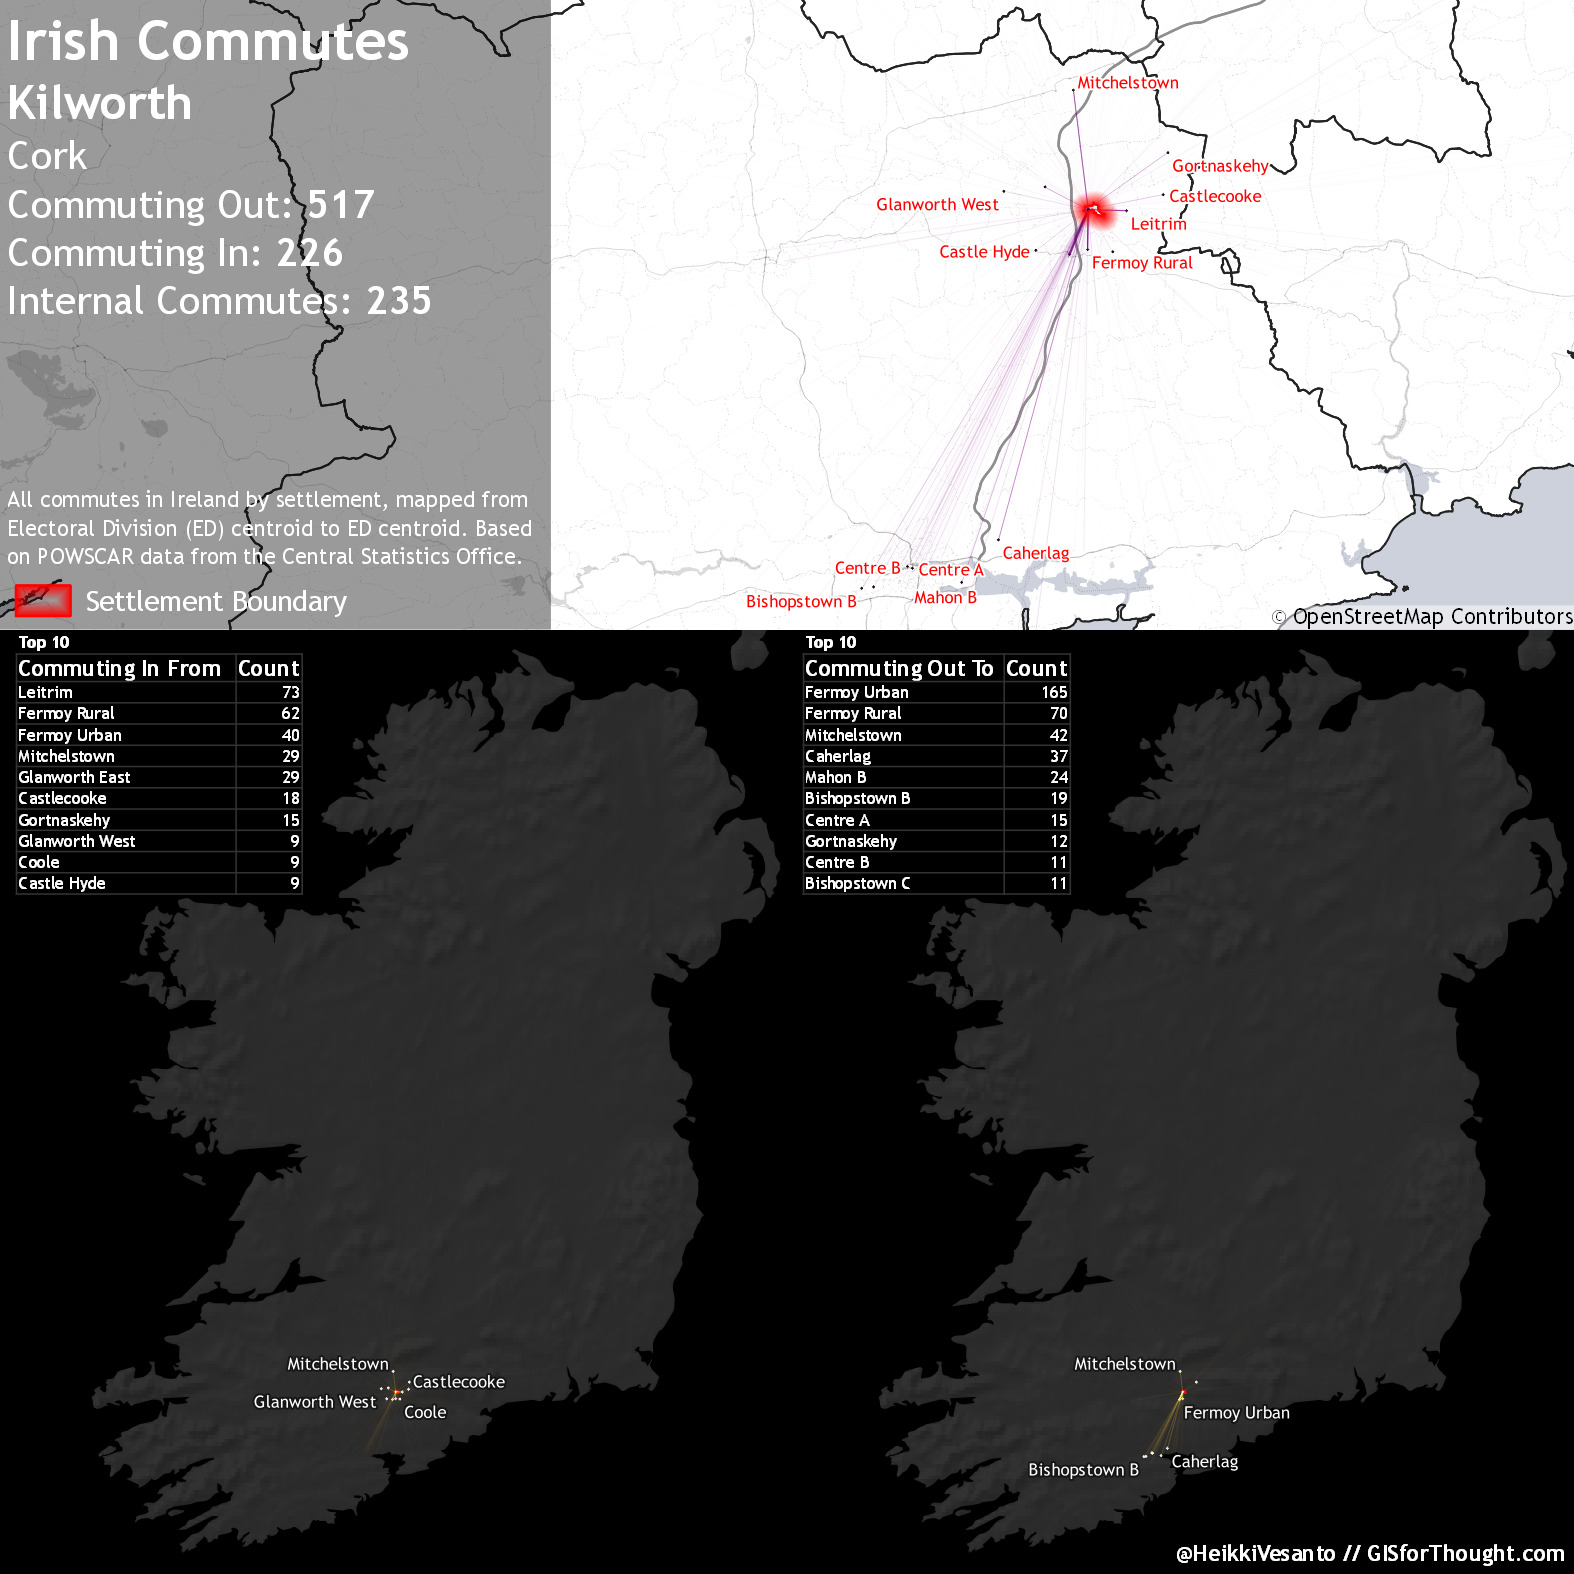 Irish Commutes
Kilworth
Cork
Commuting Out: 517
Commuting In: 226
Internal Commutes: 235
All commutes in Ireland by settlement, mapped from
Electoral Division (ED) centroid to ED centroid. Based
on POWSCAR data from the Central Statistics Office.
Settlement Boundary
Mitchelstown
Gortnaskehy
Castlecooke
Glanworth West
Leitrim
Castle Hyde
Fermoy Rural
Caherlag
Centre B
Centre A
Mahon B
Bishopstown B
© OpenStreetMap Contributors
Top 10
Commuting In From Count
Leitrim 73
Fermoy Rural 62
Fermoy Urban 40
Mitchelstown 29
Glanworth East 29
Castlecooke 18
Gortnaskehy 15
Glanworth West 9
Coole 9
Castle Hyde 9
Mitchelstown
Castlecooke
Glanworth West
Coole
Top 10
Commuting Out To Count
Fermoy Urban 165
Fermoy Rural 70
Mitchelstown 42
Caherlag 37
Mahon B 24
Bishopstown B 19
Centre A 15
Gortnaskehy 12
Centre B 11
Bishopstown C 11
Mitchelstown
Fermoy Urban
Caherlag
Bishopstown B
@HeikkiVesanto // GISforThought.com